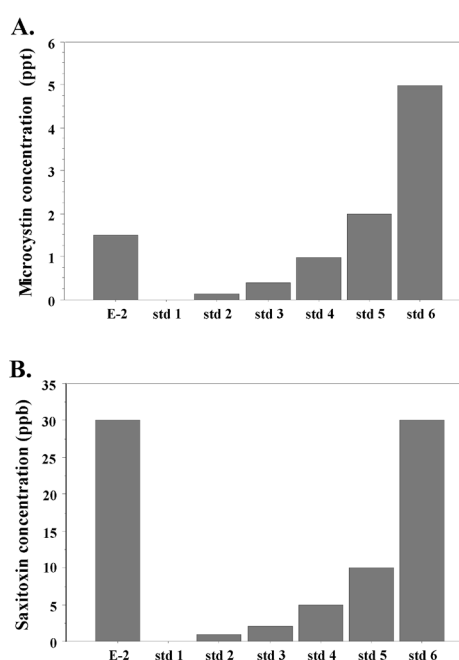 A.
Microcystin concentration (ppt)
6
5
4
3
2
1
0
E-2 std 1 std 2 std 3 std 4 std 5 std 6
B.
Saxitoxin concentration (ppb)
35
30
25
20
15
10
5
0
E-2 std 1 std 2 std 3 std 4 std 5 std 6